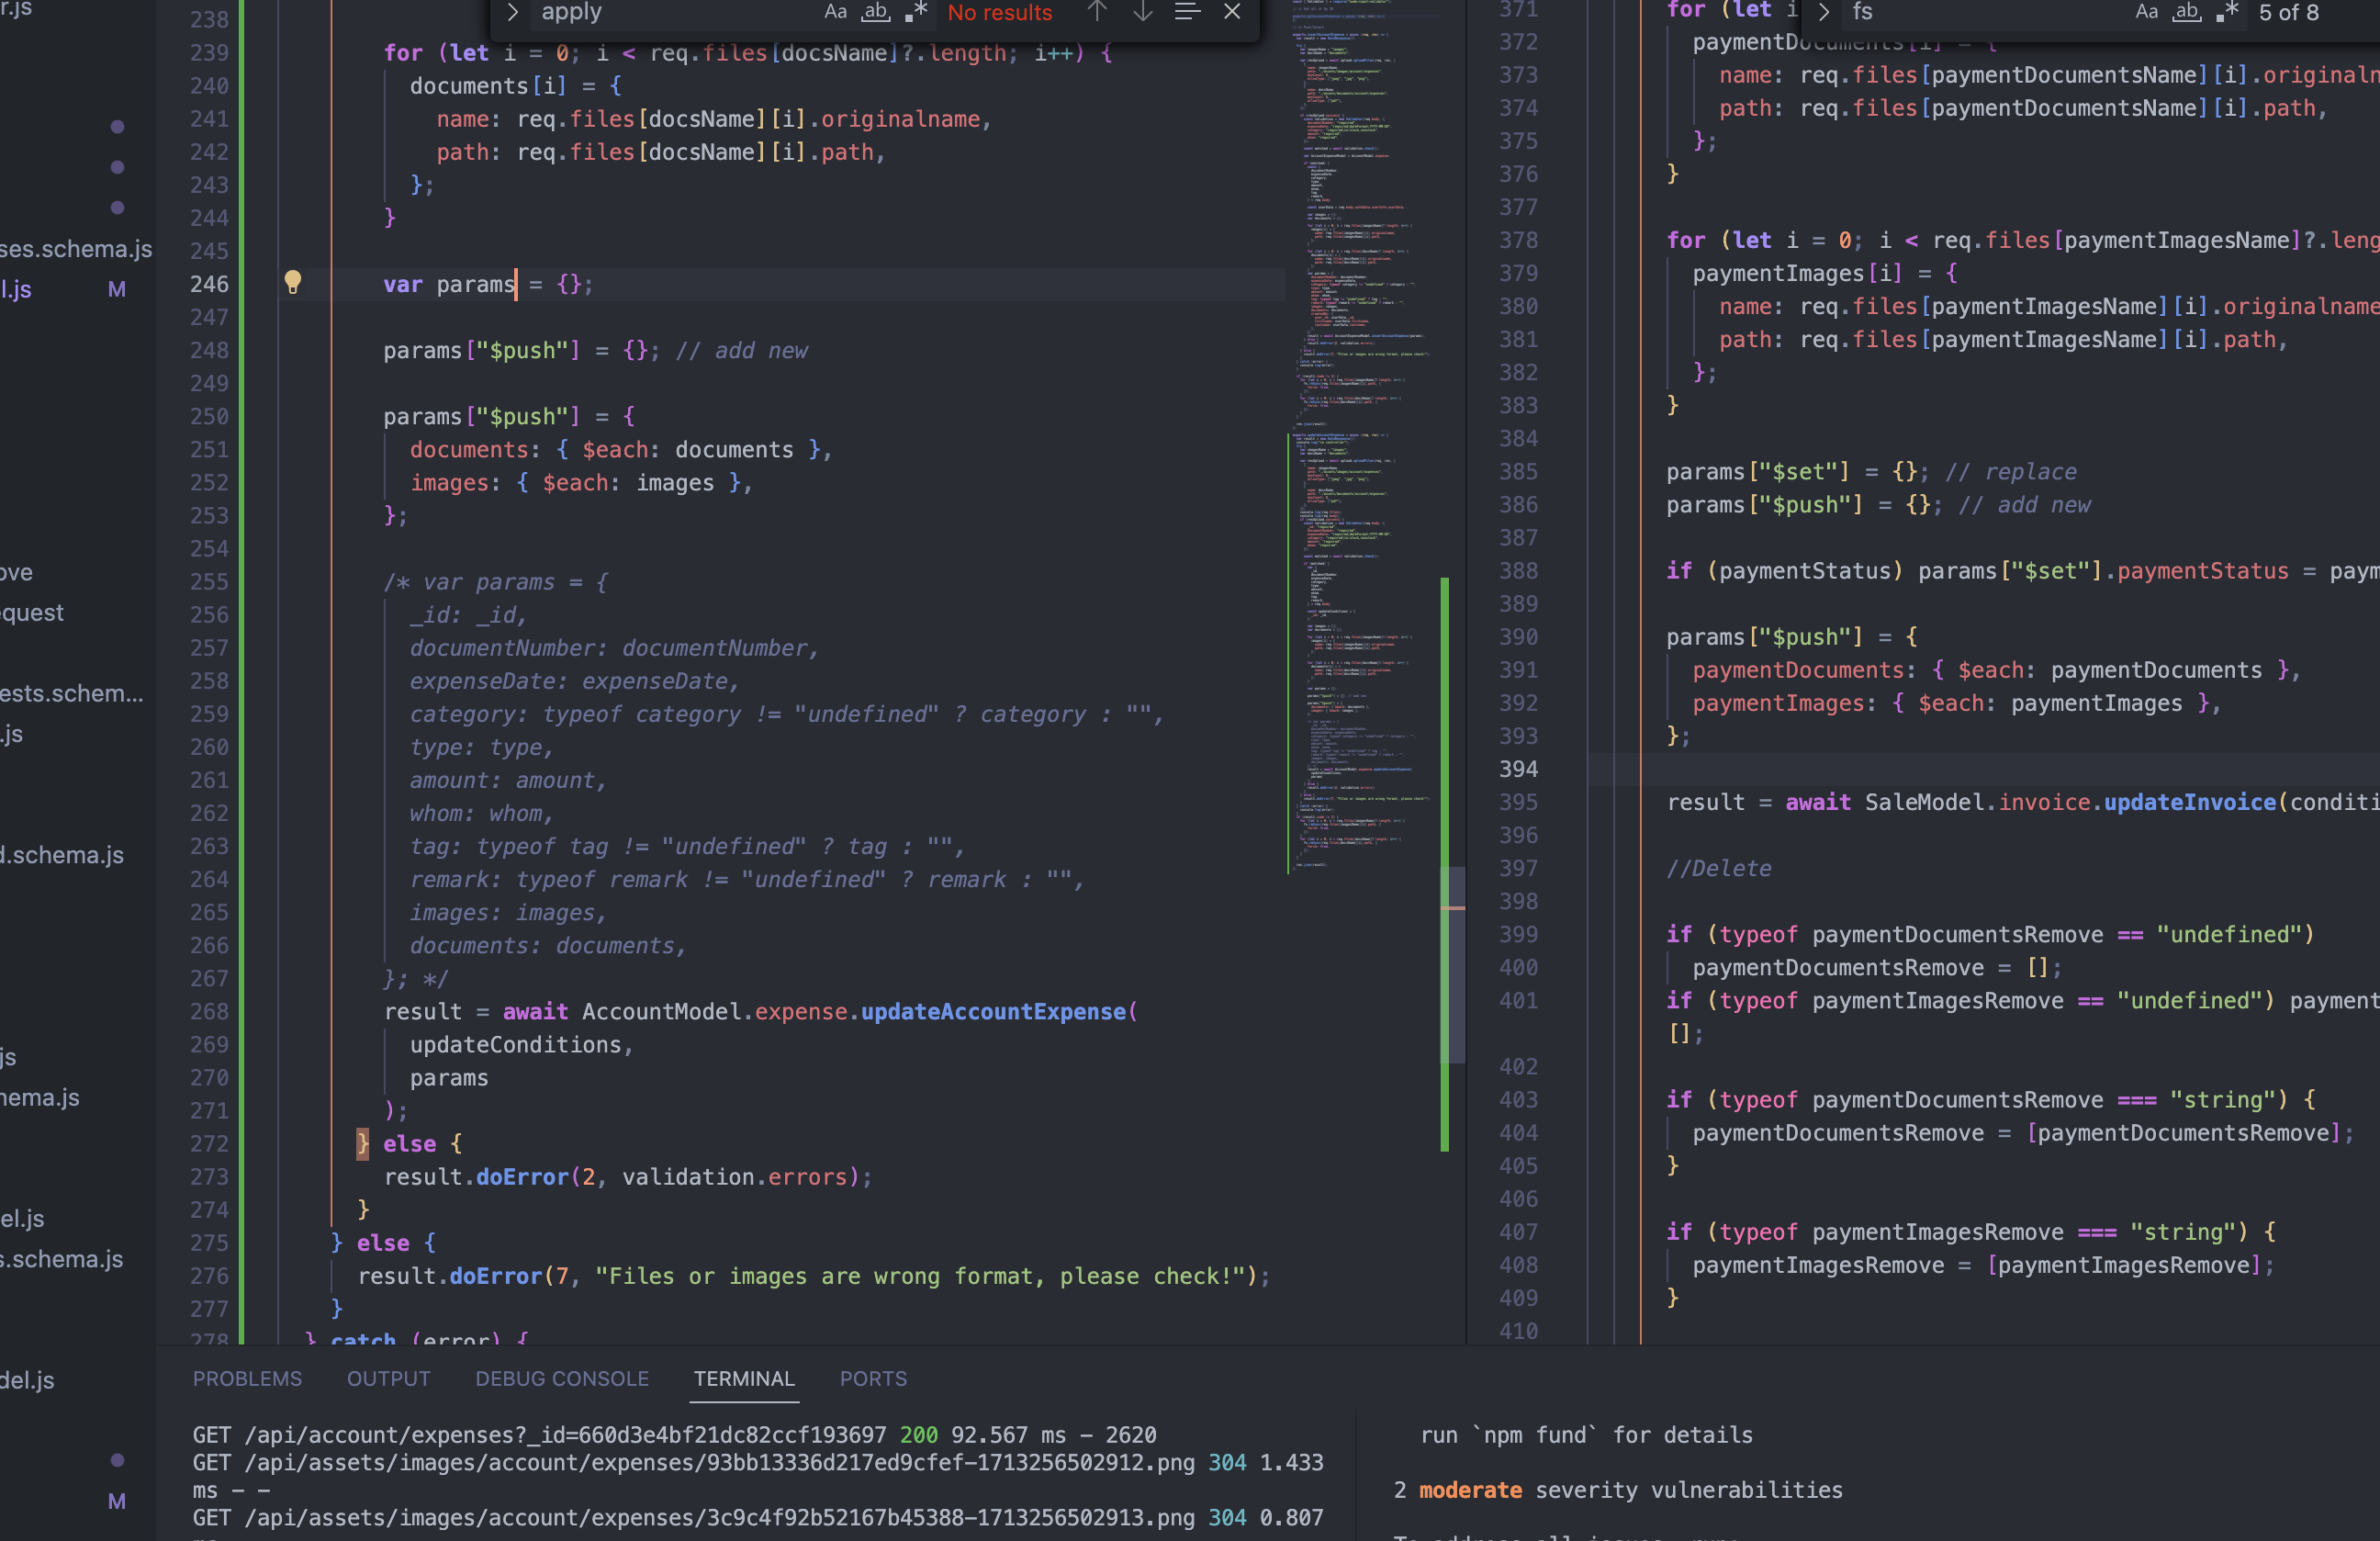 r.js
ses.schema.js
l.js M
ove
equest
ests.schem...
.js
d.schema.js
js
hema.js
el.js
s.schema.js
del.js
M
apply
Aa ab .* No results
238
239 for (let i = 0; i < req.files[docsName]?.length; i++) {
240 documents[i] = {
241 name: req.files[docsName][i].originalname,
242 path: req.files[docsName][i].path,
243 };
244 }
245
246 var params = {};
247
248 params["$push"] = {}; // add new
249
250 params["$push"] = {
251 documents: { $each: documents },
252 images: { $each: images },
253 };
254
255 /* var params = {
256 _id: _id,
257 documentNumber: documentNumber,
258 expenseDate: expenseDate,
259 category: typeof category != "undefined" ? category : "",
260 type: type,
261 amount: amount,
262 whom: whom,
263 tag: typeof tag != "undefined" ? tag : "",
264 remark: typeof remark != "undefined" ? remark : "",
265 images: images,
266 documents: documents,
267 }; */
268 result = await AccountModel.expense.updateAccountExpense(
269 updateConditions,
270 params
271 );
272 } else {
273 result.doError(2, validation.errors);
274 }
275 } else {
276 result.doError(7, "Files or images are wrong format, please check!");
277 }
278 } catch (error) {
fs
Aa ab .* 5 of 8
371 for (let i
372 paymentDocuments[i] = {
373 name: req.files[paymentDocumentsName][i].originaln
374 path: req.files[paymentDocumentsName][i].path,
375 };
376 }
377
378 for (let i = 0; i < req.files[paymentImagesName]?.leng
379 paymentImages[i] = {
380 name: req.files[paymentImagesName][i].originalname
381 path: req.files[paymentImagesName][i].path,
382 };
383 }
384
385 params["$set"] = {}; // replace
386 params["$push"] = {}; // add new
387
388 if (paymentStatus) params["$set"].paymentStatus = paym
389
390 params["$push"] = {
391 paymentDocuments: { $each: paymentDocuments },
392 paymentImages: { $each: paymentImages },
393 };
394
395 result = await SaleModel.invoice.updateInvoice(conditi
396
397 //Delete
398
399 if (typeof paymentDocumentsRemove == "undefined")
400 paymentDocumentsRemove = [];
401 if (typeof paymentImagesRemove == "undefined") payment
[];
402
403 if (typeof paymentDocumentsRemove === "string") {
404 paymentDocumentsRemove = [paymentDocumentsRemove];
405 }
406
407 if (typeof paymentImagesRemove === "string") {
408 paymentImagesRemove = [paymentImagesRemove];
409 }
410
PROBLEMS OUTPUT DEBUG CONSOLE TERMINAL PORTS
GET /api/account/expenses?_id=660d3e4bf21dc82ccf193697 200 92.567 ms - 2620
GET /api/assets/images/account/expenses/93bb13336d217ed9cfef-1713256502912.png 304 1.433
ms - -
GET /api/assets/images/account/expenses/3c9c4f92b52167b45388-1713256502913.png 304 0.807
run `npm fund` for details
2 moderate severity vulnerabilities